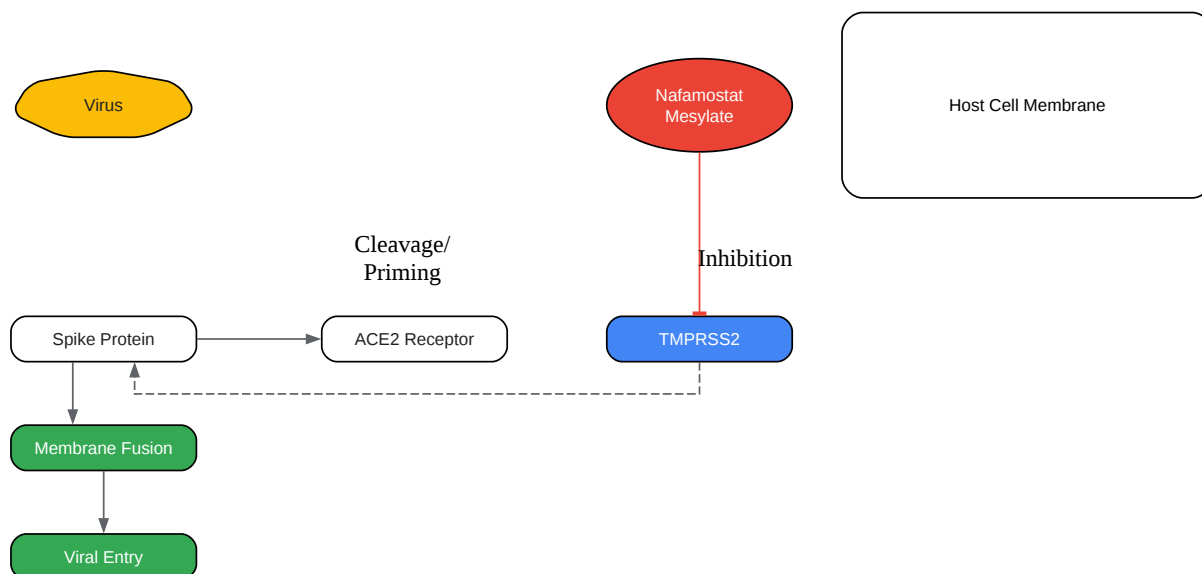 Virus
Nafamostat
Mesylate
Host Cell Membrane
Cleavage/
Priming
Inhibition
Spike Protein
ACE2 Receptor
TMPRSS2
Membrane Fusion
Viral Entry